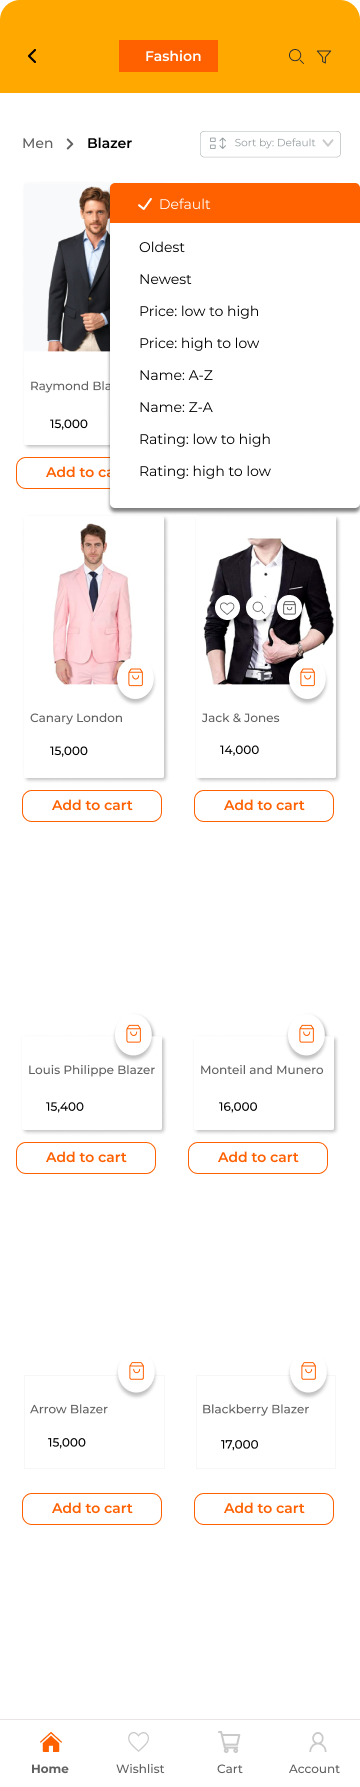 Fashion
Men > Blazer
Sort by: Default
Default
Oldest
Newest
Price: low to high
Price: high to low
Name: A-Z
Name: Z-A
Rating: low to high
Rating: high to low
Raymond Bla
15,000
Add to ca
Canary London
15,000
Add to cart
Jack & Jones
14,000
Add to cart
Louis Philippe Blazer
15,400
Add to cart
Monteil and Munero
16,000
Add to cart
Arrow Blazer
15,000
Add to cart
Blackberry Blazer
17,000
Add to cart
Home
Wishlist
Cart
Account